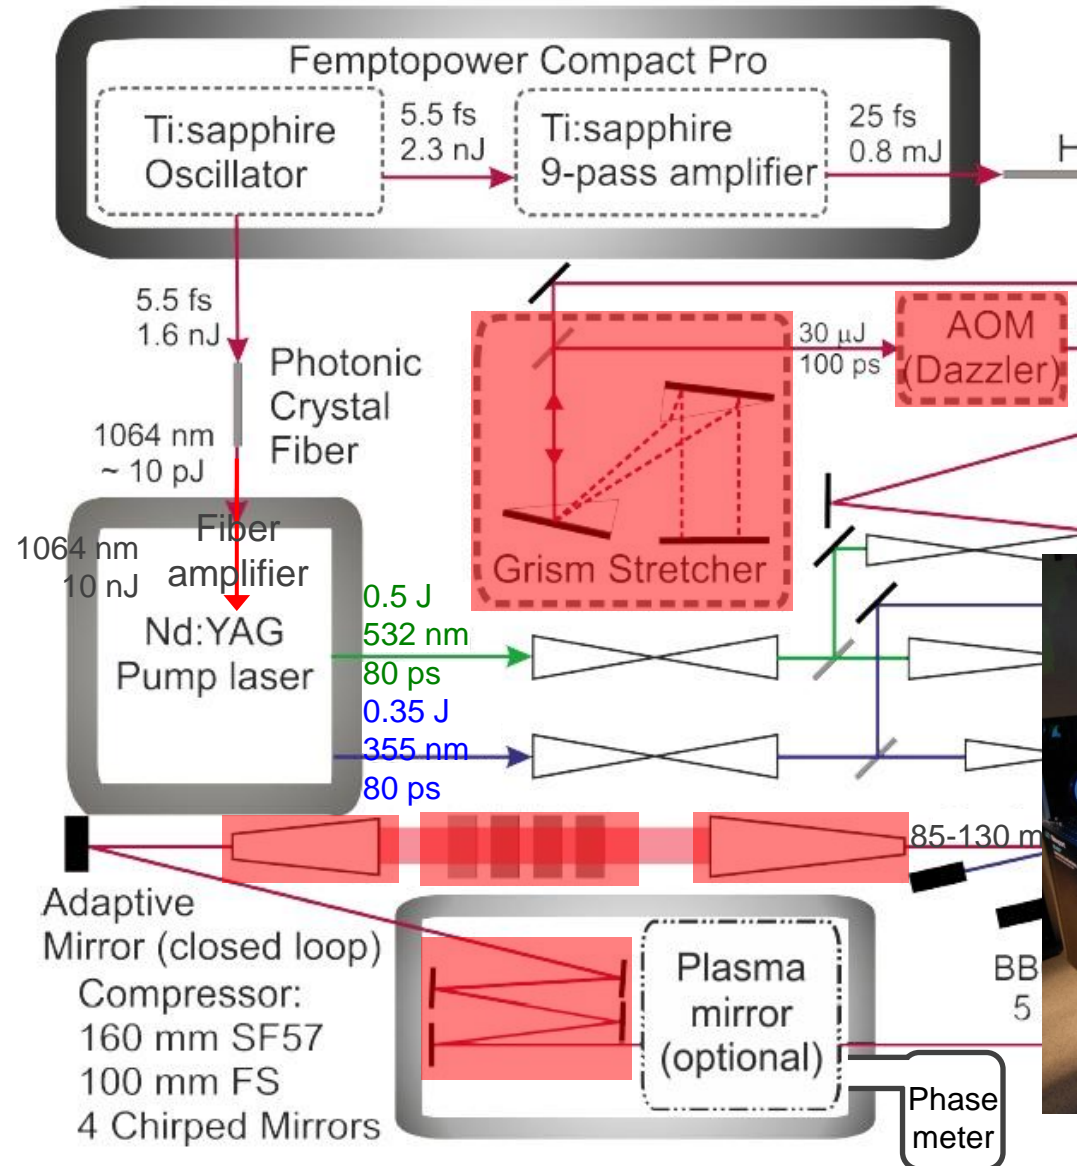 Femptopower Compact Pro
Ti:sapphire
Oscillator
5.5 fs
2.3 nJ
Ti:sapphire
9-pass amplifier
25 fs
0.8 mJ
H
5.5 fs
1.6 nJ
Photonic
Crystal
Fiber
1064 nm
~ 10 pJ
30 µJ
100 ps
AOM
(Dazzler)
Grism Stretcher
Fiber
amplifier
1064 nm
10 nJ
Nd:YAG
Pump laser
0.5 J
532 nm
80 ps
0.35 J
355 nm
80 ps
85-130 m
Adaptive
Mirror (closed loop)
Compressor:
160 mm SF57
100 mm FS
4 Chirped Mirrors
Plasma
mirror
(optional)
BB
5
Phase
meter